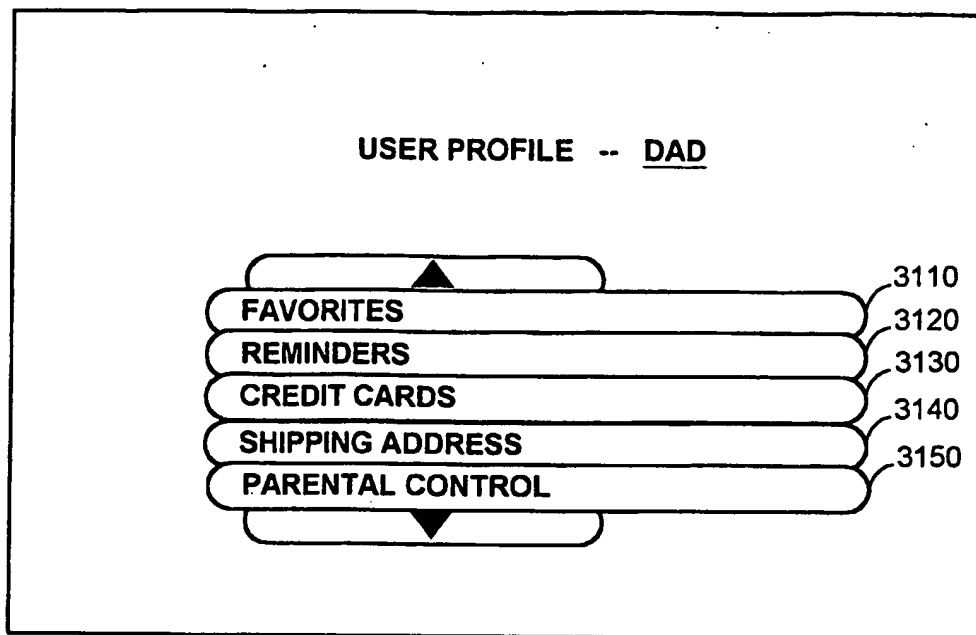 USER PROFILE -- DAD
FAVORITES
3110
REMINDERS
3120
CREDIT CARDS
3130
SHIPPING ADDRESS
3140
PARENTAL CONTROL
3150